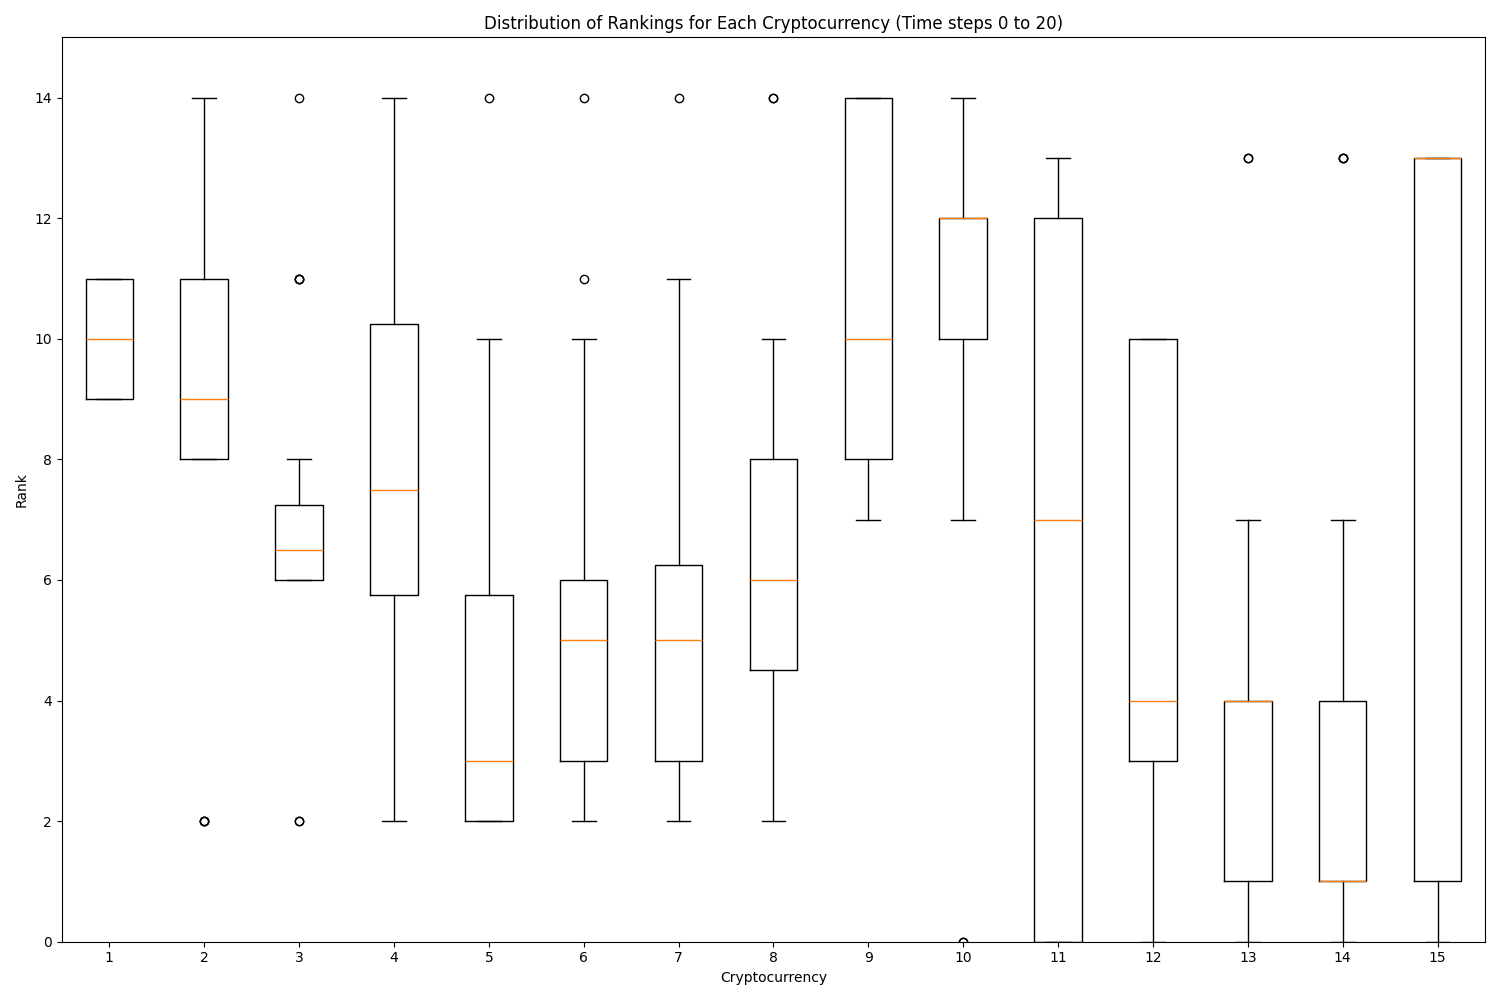 Distribution of Rankings for Each Cryptocurrency (Time steps 0 to 20)
14
12
10
8
6
4
2
0
Rank
1 2 3 4 5 6 7 8 9 10 11 12 13 14 15
Cryptocurrency